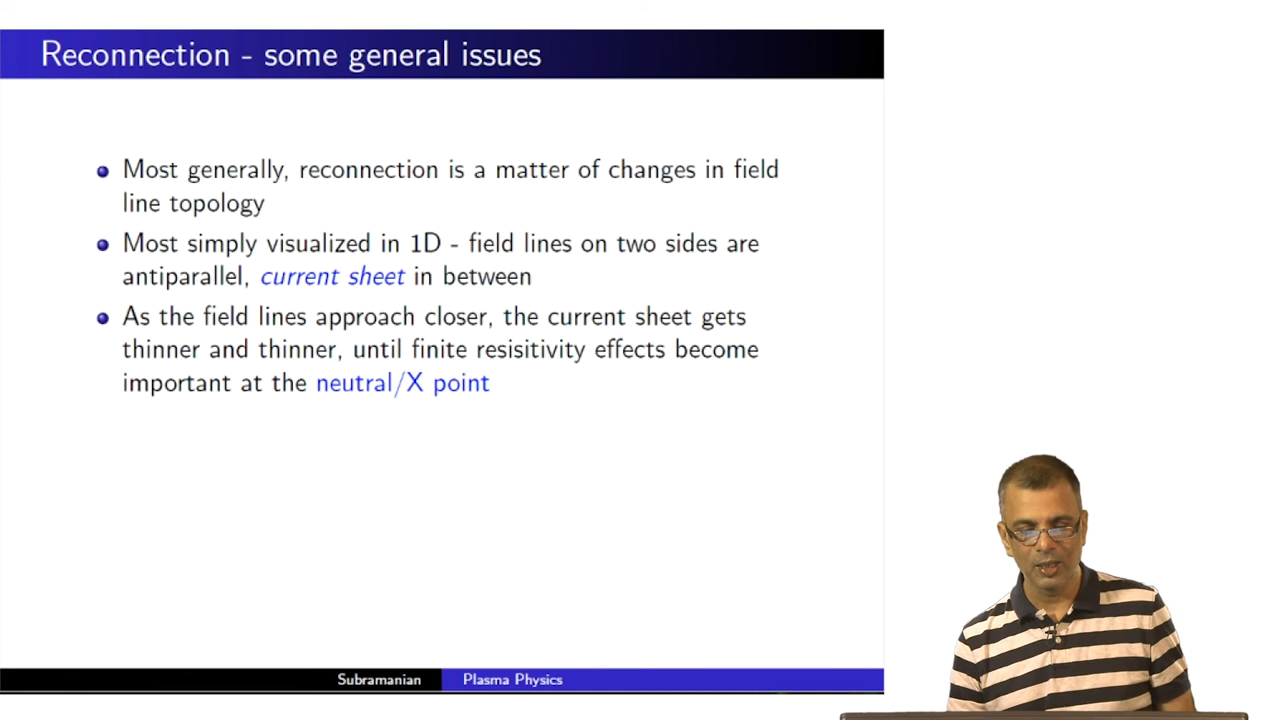 Reconnection - some general issues
Most generally, reconnection is a matter of changes in field
line topology
Most simply visualized in 1D - field lines on two sides are
antiparallel, current sheet in between
As the field lines approach closer, the current sheet gets
thinner and thinner, until finite resisitivity effects become
important at the neutral/X point
Subramanian
Plasma Physics